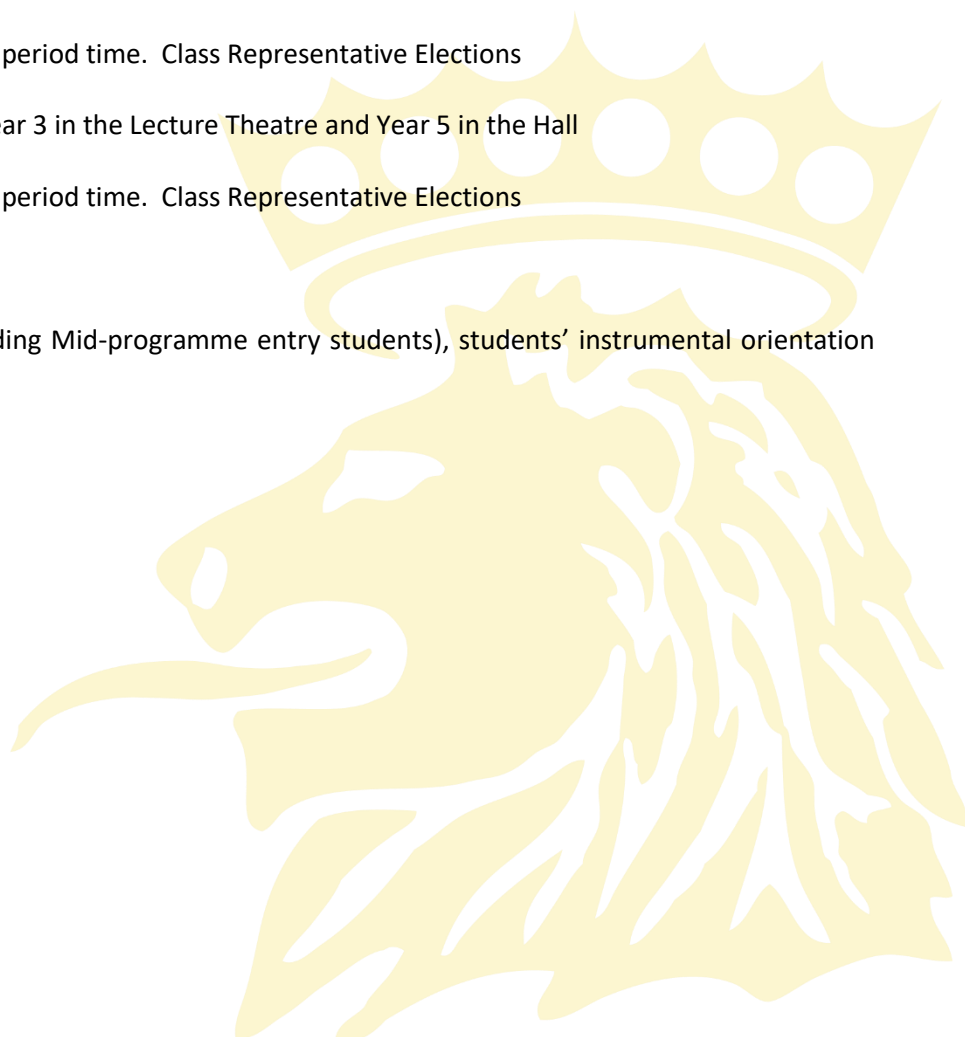 period time. Class Representative Elections
ear 3 in the Lecture Theatre and Year 5 in the Hall
period time. Class Representative Elections
ding Mid-programme entry students), students’ instrumental orientation